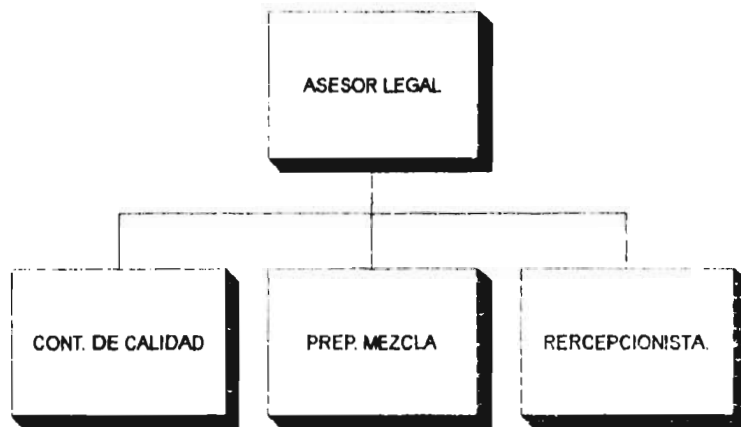 ASESOR LEGAL
CONT. DE CALIDAD
PREP. MEZCLA
RERCEPCIONISTA.